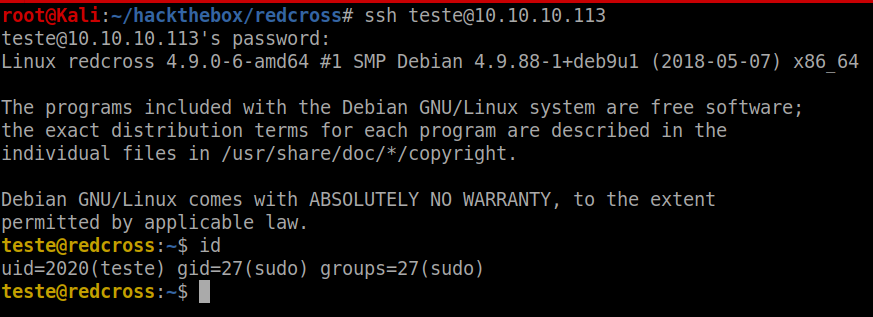 root@Kali:~/hackthebox/redcross# ssh teste@10.10.10.113
teste@10.10.10.113's password:
Linux redcross 4.9.0-6-amd64 #1 SMP Debian 4.9.88-1+deb9u1 (2018-05-07) x86_64

The programs included with the Debian GNU/Linux system are free software;
the exact distribution terms for each program are described in the
individual files in /usr/share/doc/*/copyright.

Debian GNU/Linux comes with ABSOLUTELY NO WARRANTY, to the extent
permitted by applicable law.
teste@redcross:~$ id
uid=2020(teste) gid=27(sudo) groups=27(sudo)
teste@redcross:~$